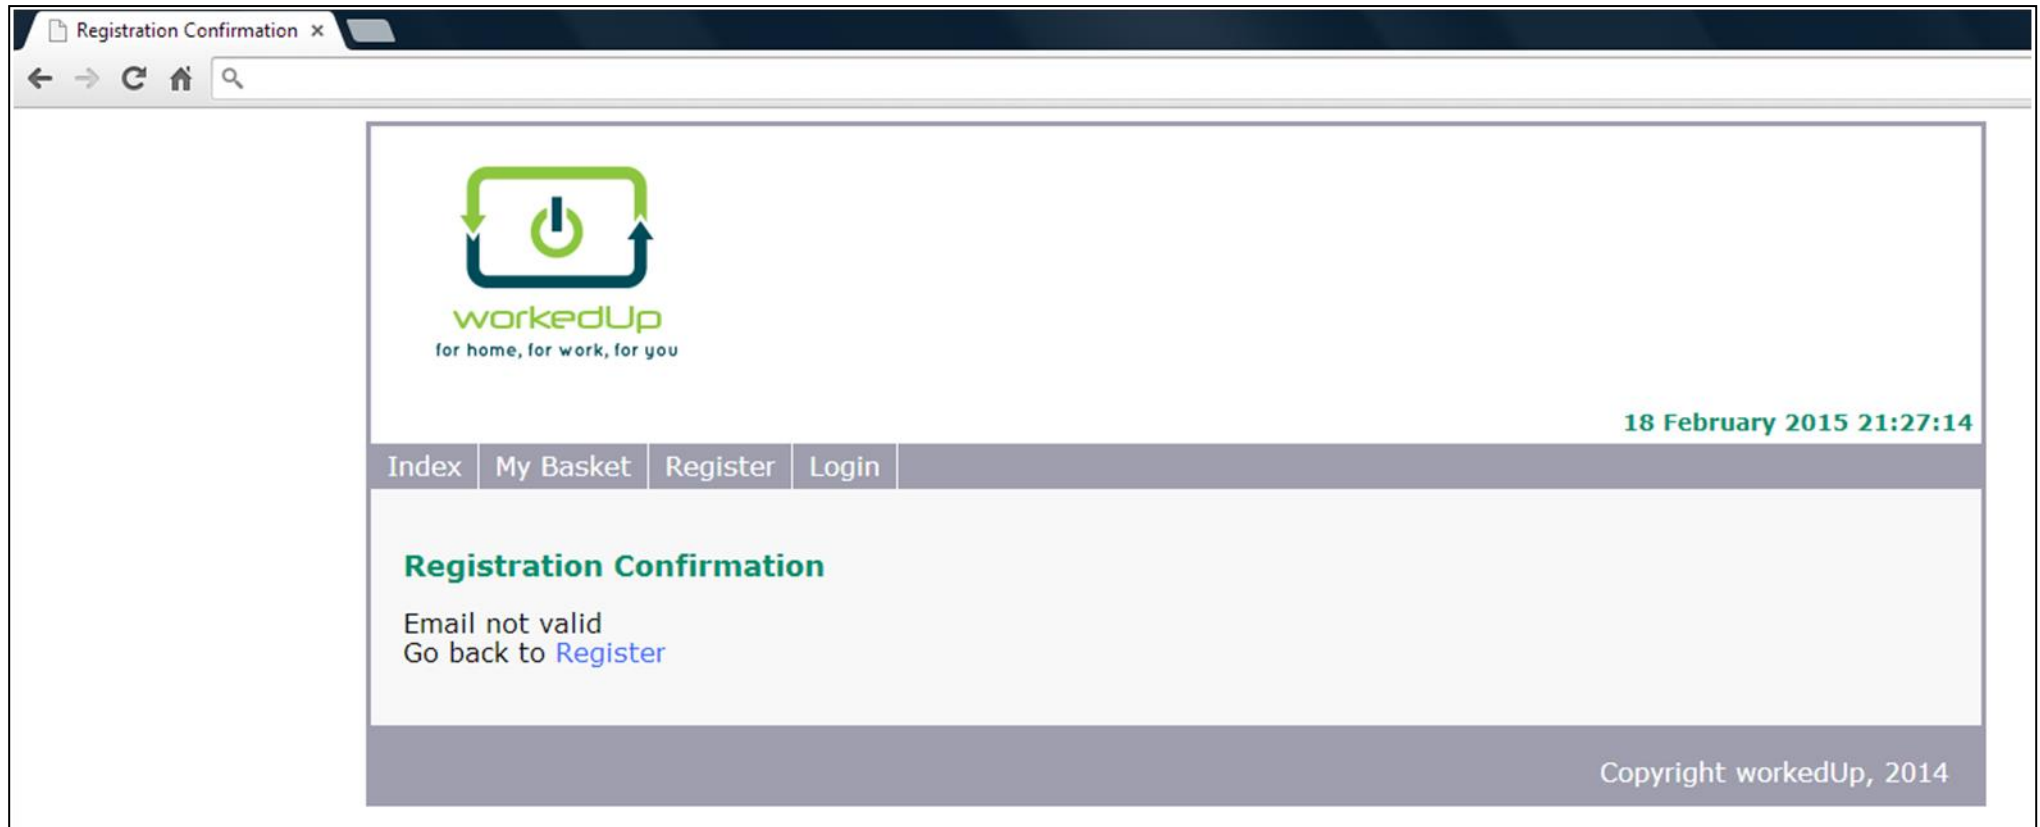 Registration Confirmation
workedUp
for home, for work, for you
18 February 2015 21:27:14
Index My Basket Register Login
Registration Confirmation
Email not valid
Go back to Register
Copyright workedUp, 2014